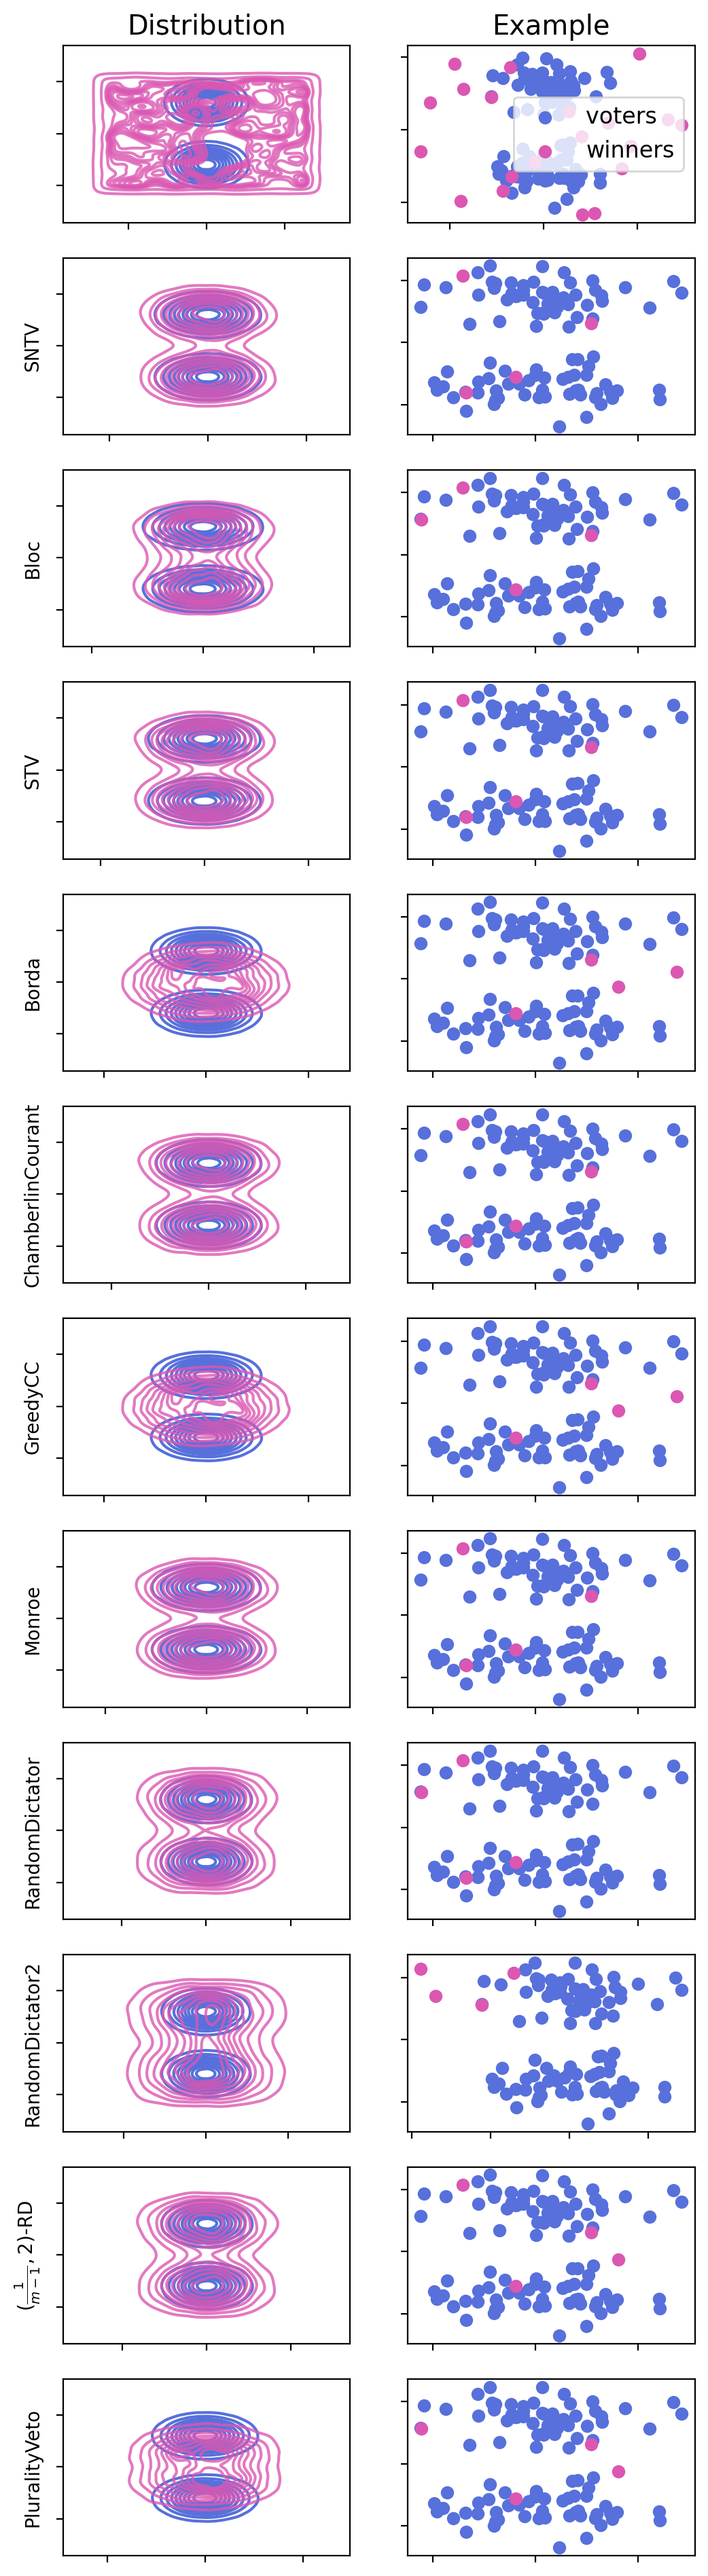 Distribution
Example
voters
winners
SNTV
Bloc
STV
Borda
ChamberlinCourant
GreedyCC
Monroe
RandomDictator
RandomDictator2
(1/(m−1), 2)-RD
PluralityVeto